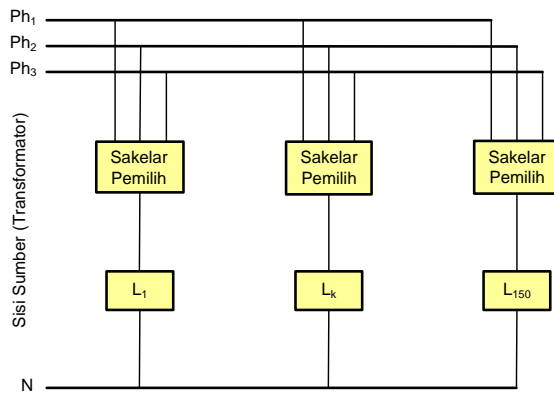 Ph₁
Ph₂
Ph₃
Sisi Sumber (Transformator)
Sakelar
Pemilih
Sakelar
Pemilih
Sakelar
Pemilih
L₁
Lₖ
L₁₅₀
N